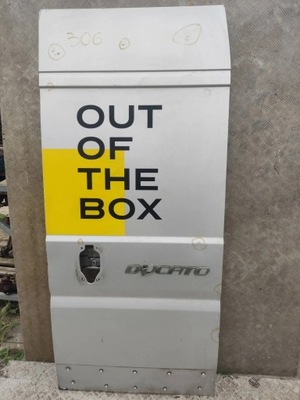 306
OUT
OF
THE
BOX
DUCATO